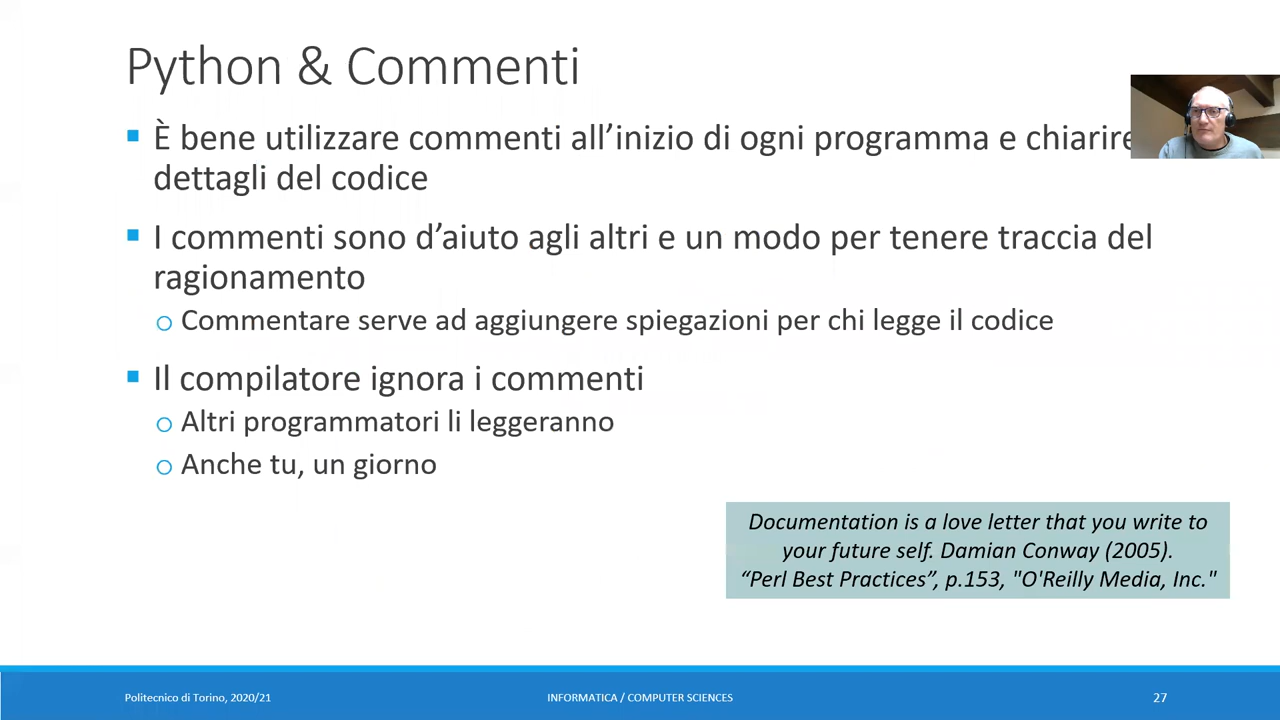 Python & Commenti
È bene utilizzare commenti all’inizio di ogni programma e chiarire
dettagli del codice
I commenti sono d’aiuto agli altri e un modo per tenere traccia del
ragionamento
Commentare serve ad aggiungere spiegazioni per chi legge il codice
Il compilatore ignora i commenti
Altri programmatori li leggeranno
Anche tu, un giorno
Documentation is a love letter that you write to
your future self. Damian Conway (2005).
“Perl Best Practices”, p.153, "O'Reilly Media, Inc."
Politecnico di Torino, 2020/21
INFORMATICA / COMPUTER SCIENCES
27